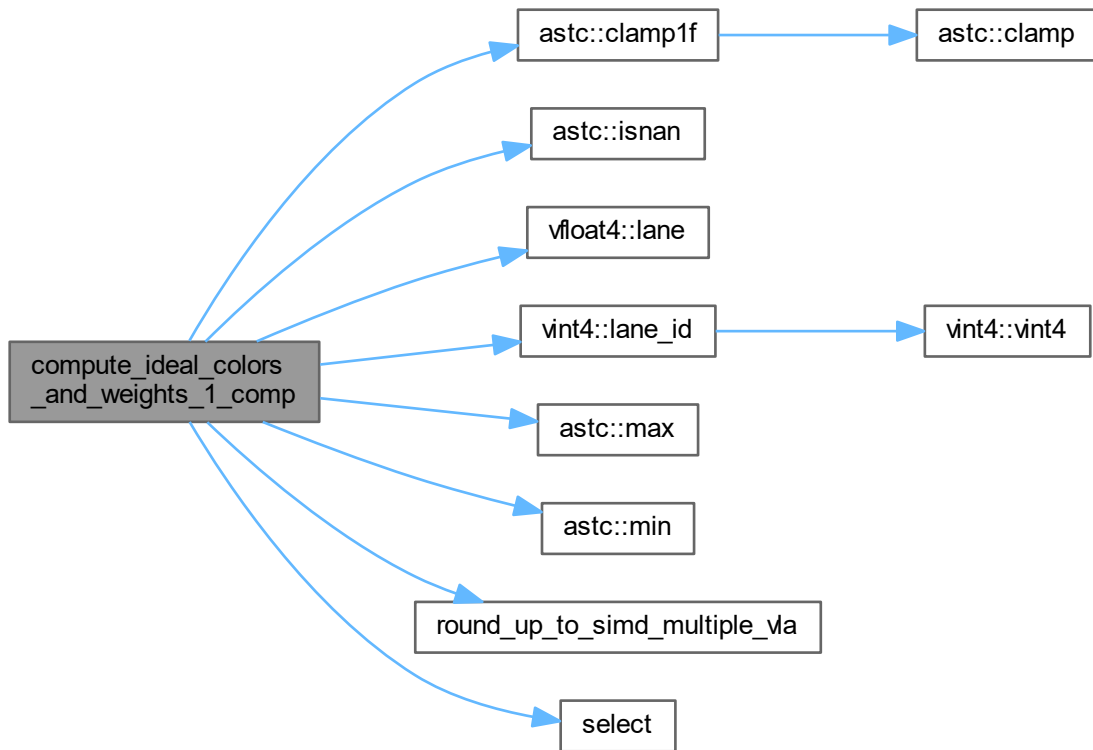 astc::clamp1f
astc::clamp
astc::isnan
vfloat4::lane
vint4::lane_id
vint4::vint4
compute_ideal_colors
_and_weights_1_comp
astc::max
astc::min
round_up_to_simd_multiple_vla
select